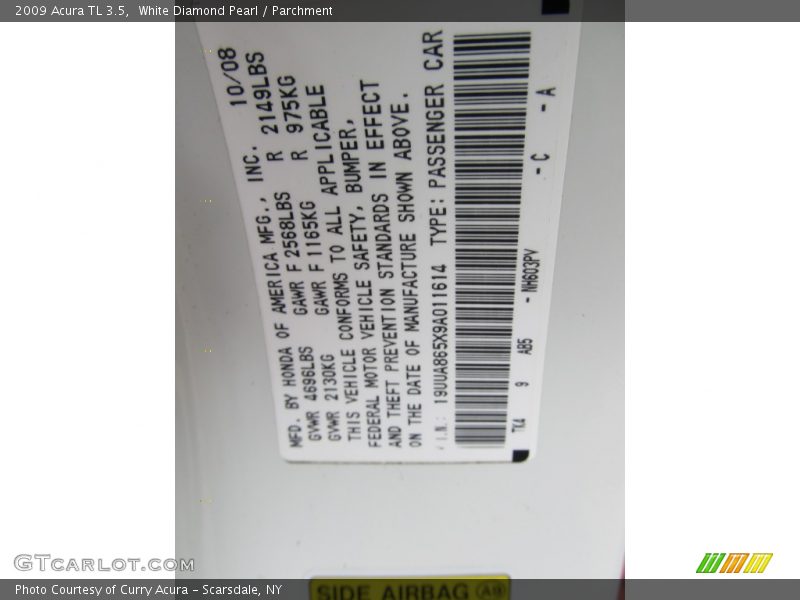 2009 Acura TL 3.5,  White Diamond Pearl / Parchment
MFD. BY HONDA OF AMERICA MFG., INC. 10/08
GVWR 4696LBS GAWR F 2568LBS R 2149LBS
GVWR 2130KG GAWR F 1165KG R 975KG
THIS VEHICLE CONFORMS TO ALL APPLICABLE
FEDERAL MOTOR VEHICLE SAFETY, BUMPER,
AND THEFT PREVENTION STANDARDS IN EFFECT
ON THE DATE OF MANUFACTURE SHOWN ABOVE.
V.I.N.: 19UUA865X9A011614 TYPE: PASSENGER CAR
TK4 9 AB5 - NH603PV - C - A
GTCARLOT.COM
Photo Courtesy of Curry Acura - Scarsdale, NY
SIDE AIRBAG AB